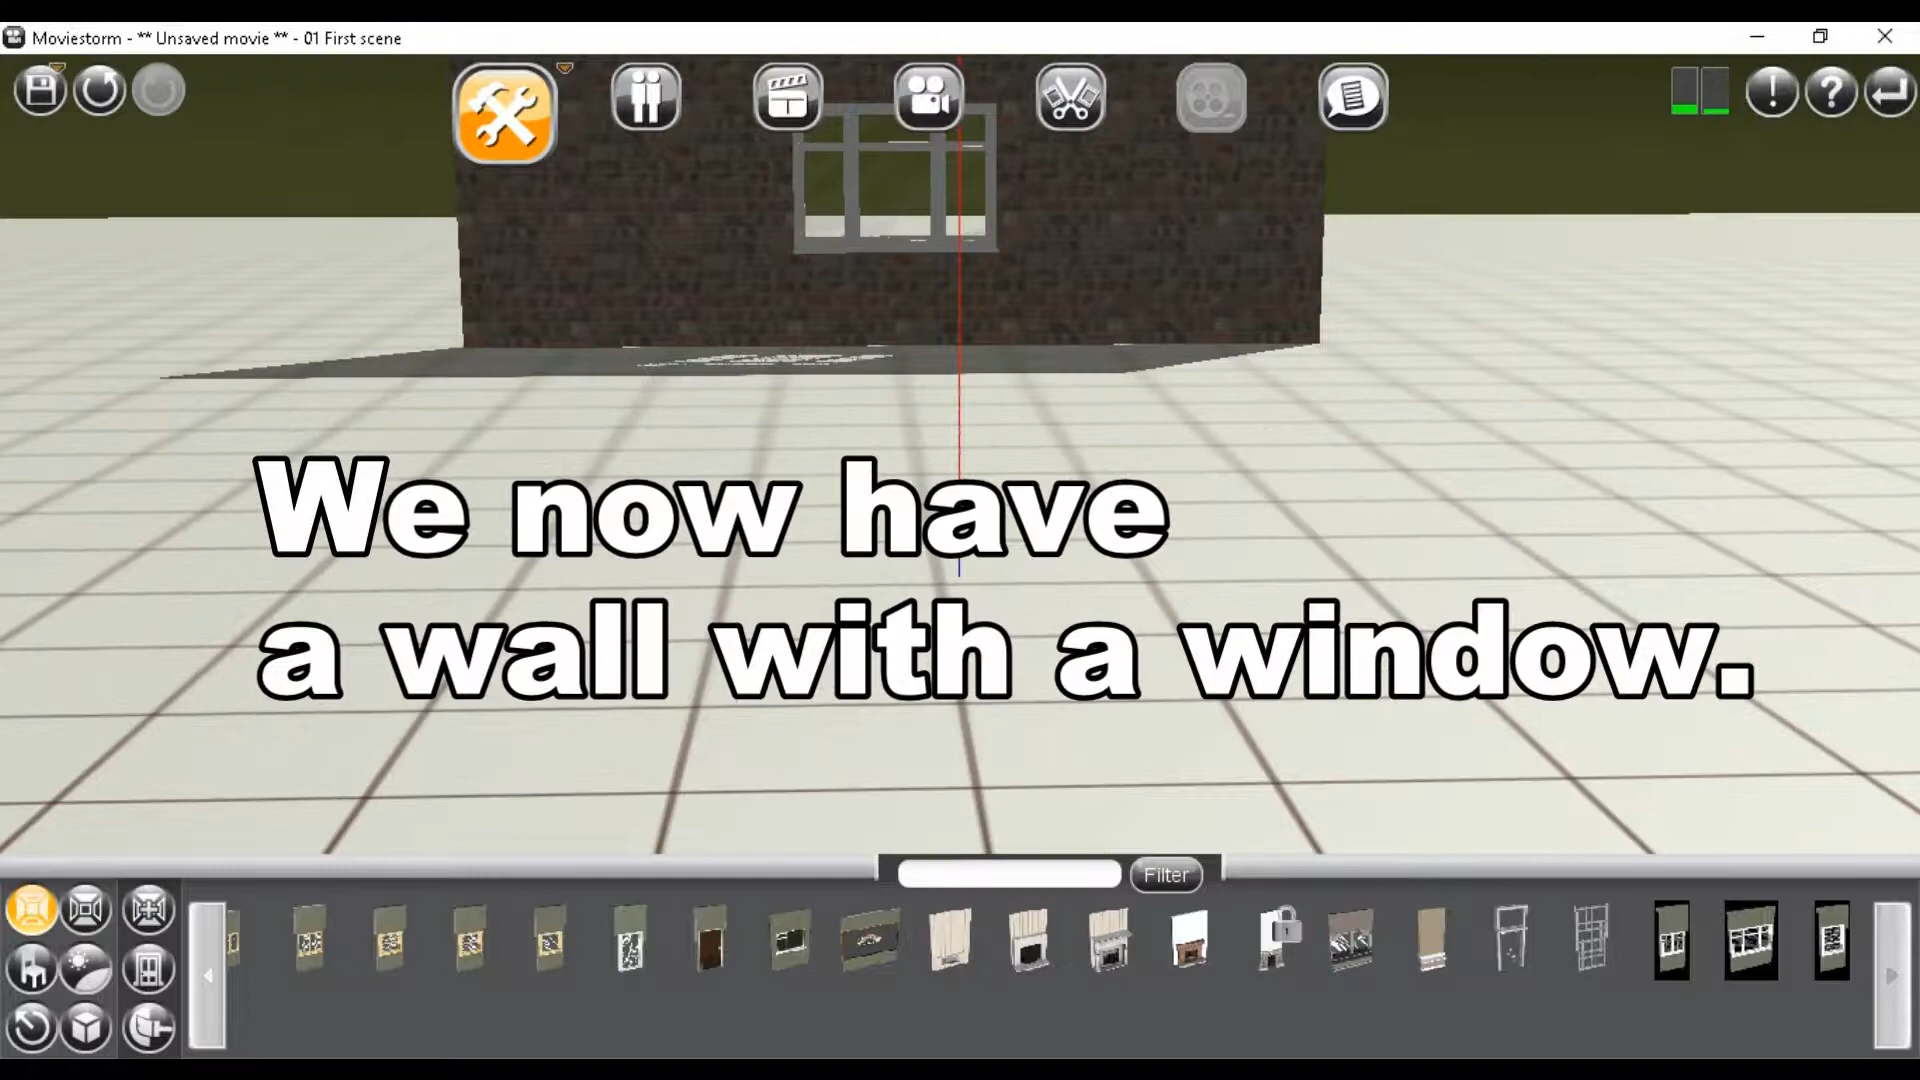 Moviestorm - ** Unsaved movie ** - 01 First scene
We now have
a wall with a window.
Filter